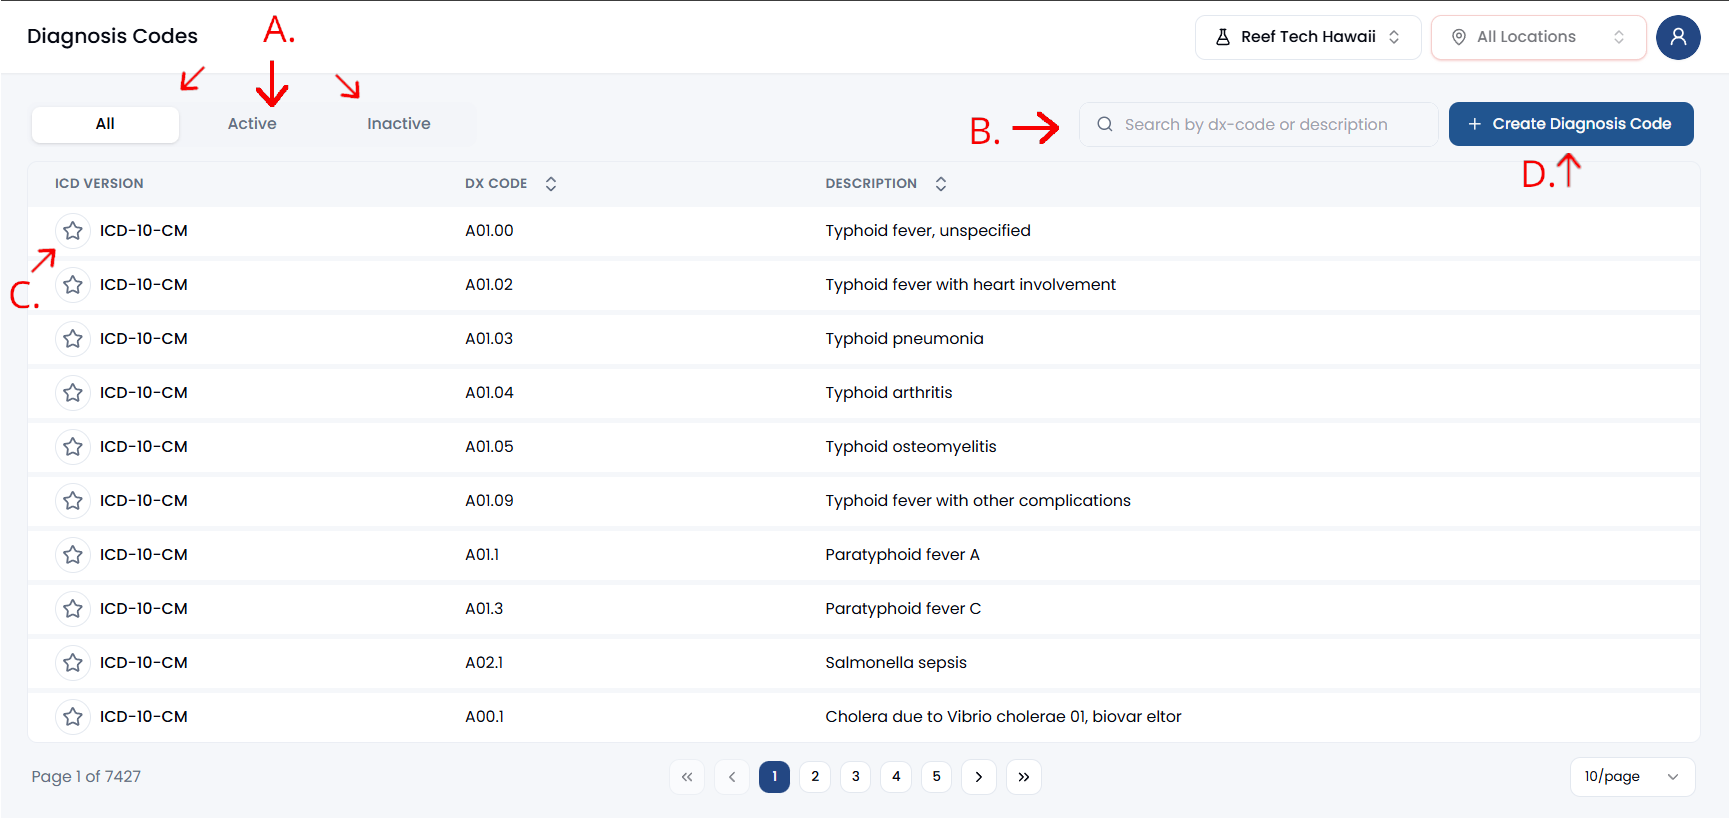 Diagnosis Codes
A.
Reef Tech Hawaii
All Locations
All
Active
Inactive
B.
Search by dx-code or description
+ Create Diagnosis Code
D.
ICD VERSION DX CODE DESCRIPTION
ICD-10-CM A01.00 Typhoid fever, unspecified
C.
ICD-10-CM A01.02 Typhoid fever with heart involvement
ICD-10-CM A01.03 Typhoid pneumonia
ICD-10-CM A01.04 Typhoid arthritis
ICD-10-CM A01.05 Typhoid osteomyelitis
ICD-10-CM A01.09 Typhoid fever with other complications
ICD-10-CM A01.1 Paratyphoid fever A
ICD-10-CM A01.3 Paratyphoid fever C
ICD-10-CM A02.1 Salmonella sepsis
ICD-10-CM A00.1 Cholera due to Vibrio cholerae 01, biovar eltor
Page 1 of 7427
« ‹ 1 2 3 4 5 › »
10/page